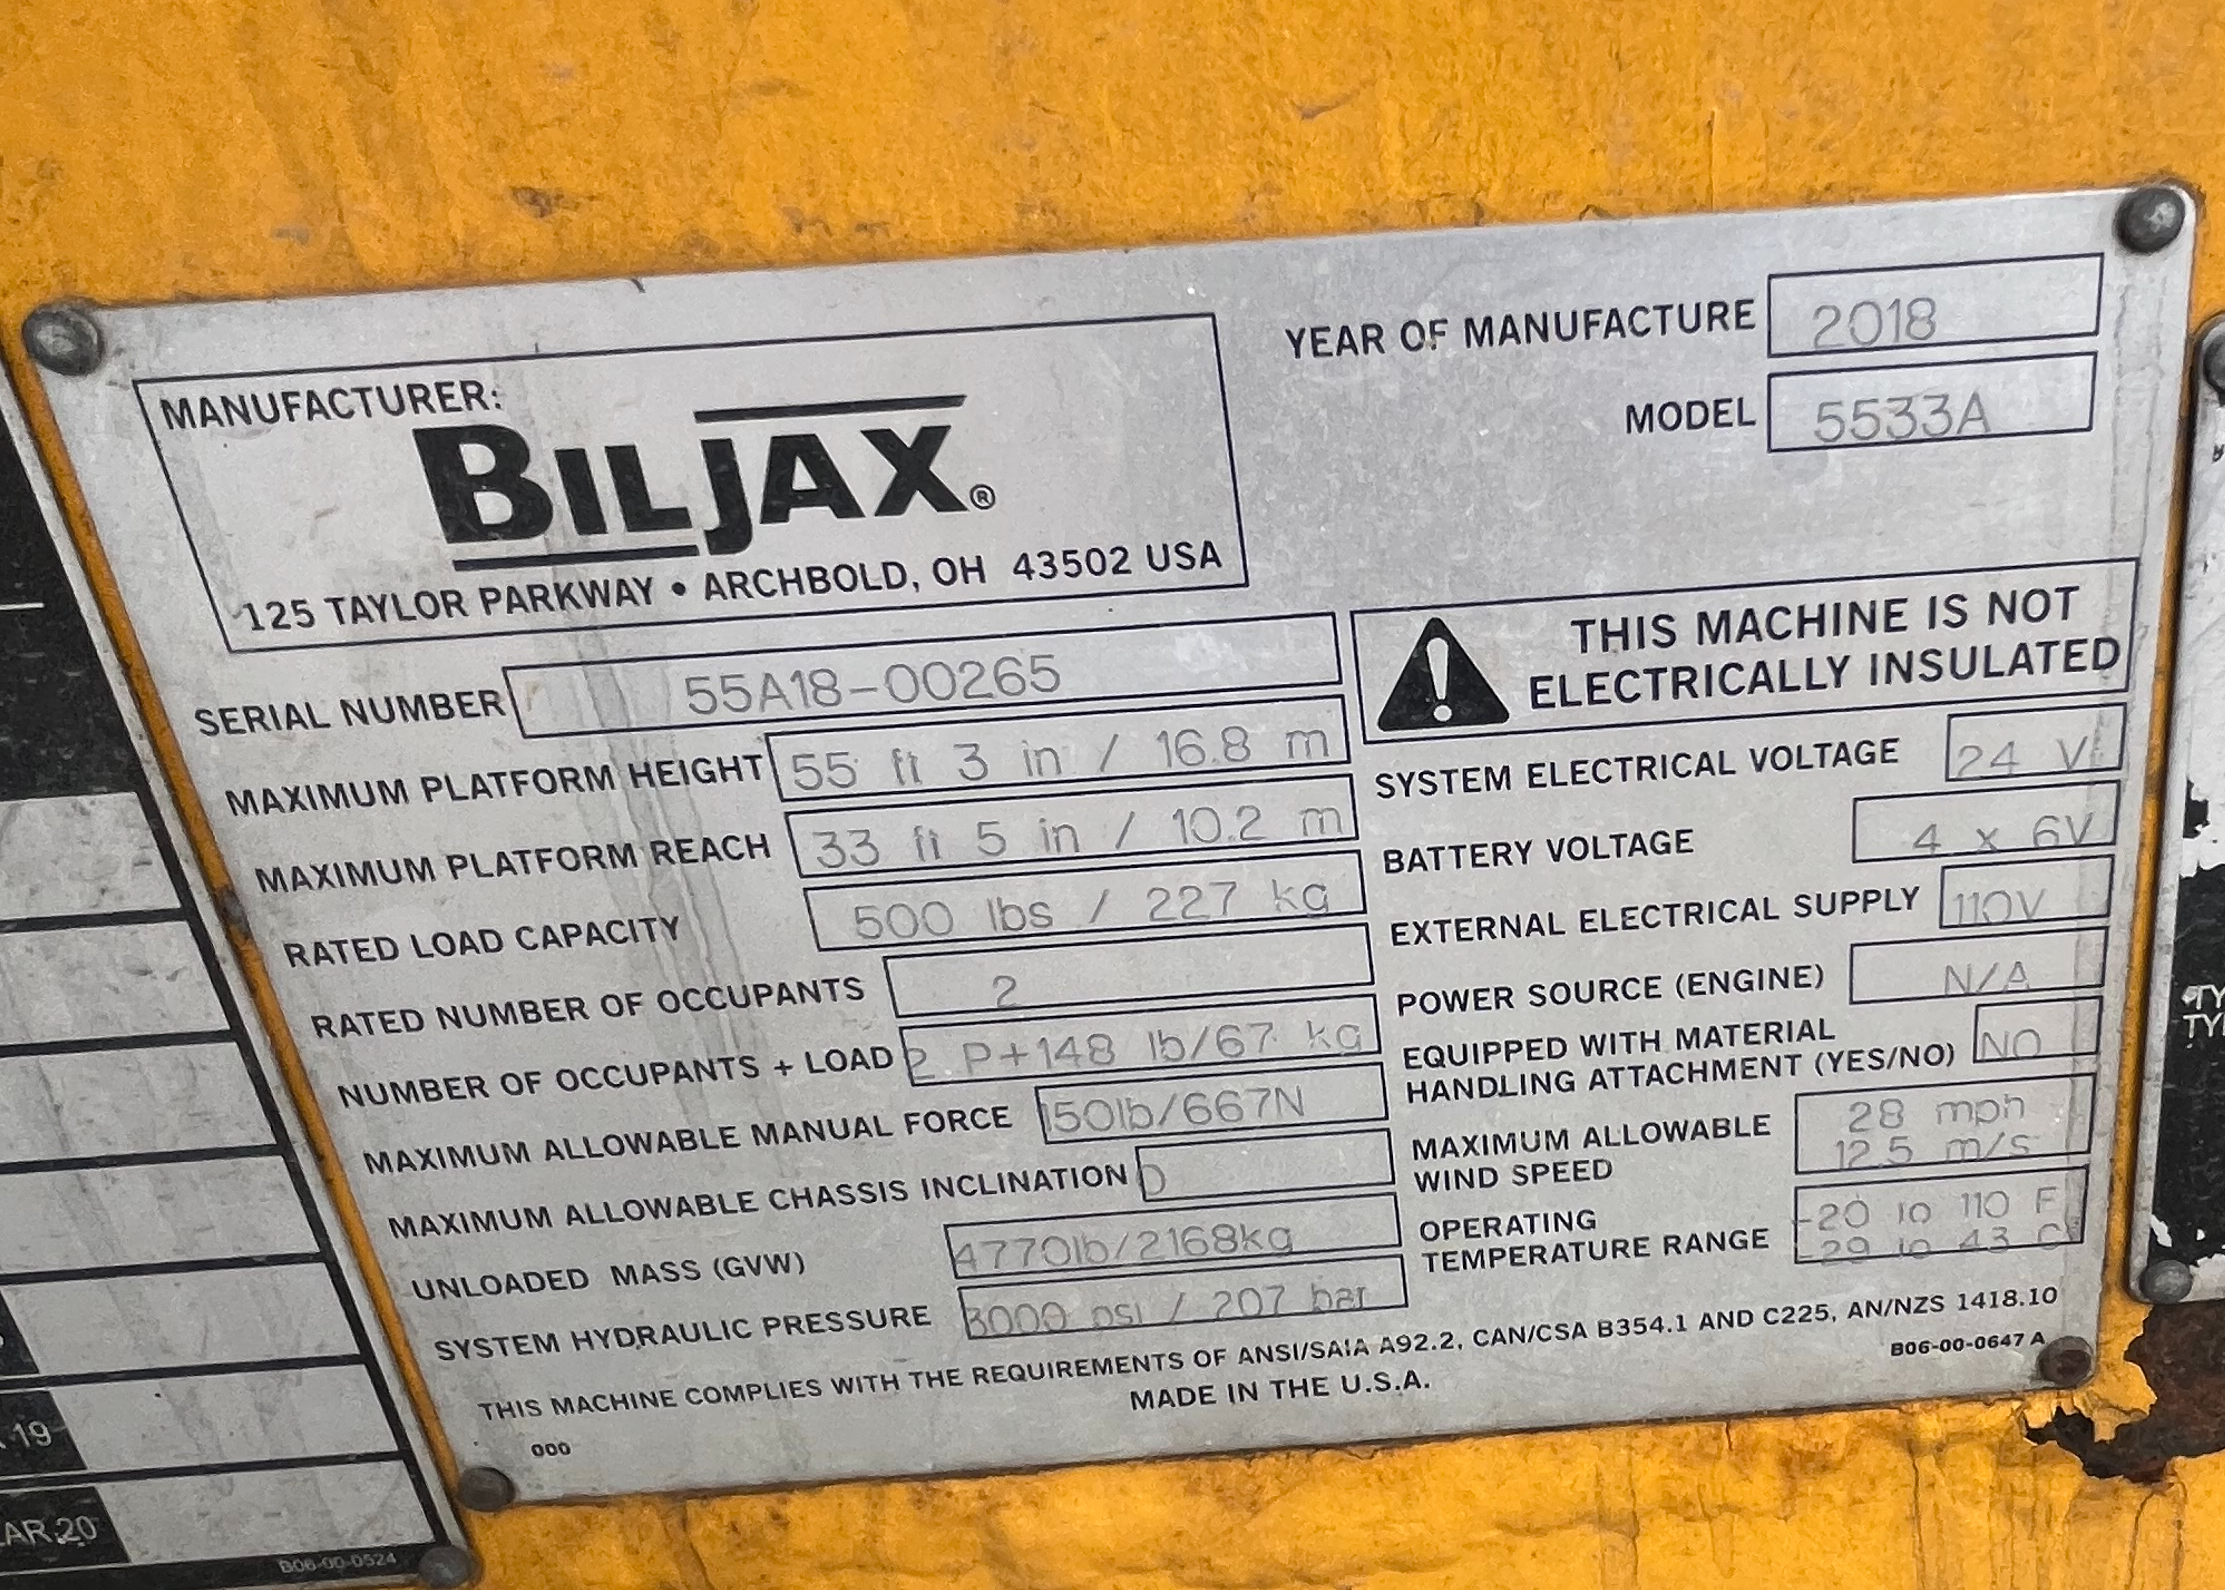 MANUFACTURER:
BILJAX®
125 TAYLOR PARKWAY • ARCHBOLD, OH 43502 USA
YEAR OF MANUFACTURE 2018
MODEL 5533A
SERIAL NUMBER 55A18-00265
MAXIMUM PLATFORM HEIGHT 55 ft 3 in / 16.8 m
MAXIMUM PLATFORM REACH 33 ft 5 in / 10.2 m
RATED LOAD CAPACITY 500 lbs / 227 kg
RATED NUMBER OF OCCUPANTS 2
NUMBER OF OCCUPANTS + LOAD 2 P+148 lb/67 kg
MAXIMUM ALLOWABLE MANUAL FORCE 150lb/667N
MAXIMUM ALLOWABLE CHASSIS INCLINATION 0
UNLOADED MASS (GVW) 4770lb/2168kg
SYSTEM HYDRAULIC PRESSURE 3000 psi / 207 bar
THIS MACHINE IS NOT
ELECTRICALLY INSULATED
SYSTEM ELECTRICAL VOLTAGE 24 V
BATTERY VOLTAGE 4 x 6V
EXTERNAL ELECTRICAL SUPPLY 110V
POWER SOURCE (ENGINE) N/A
EQUIPPED WITH MATERIAL
HANDLING ATTACHMENT (YES/NO) NO
MAXIMUM ALLOWABLE 28 mph
WIND SPEED 12.5 m/s
OPERATING -20 to 110 F
TEMPERATURE RANGE -29 to 43 C
THIS MACHINE COMPLIES WITH THE REQUIREMENTS OF ANSI/SAIA A92.2, CAN/CSA B354.1 AND C225, AN/NZS 1418.10
MADE IN THE U.S.A.
B06-00-0647 A
000
19
20
B06-00-0524